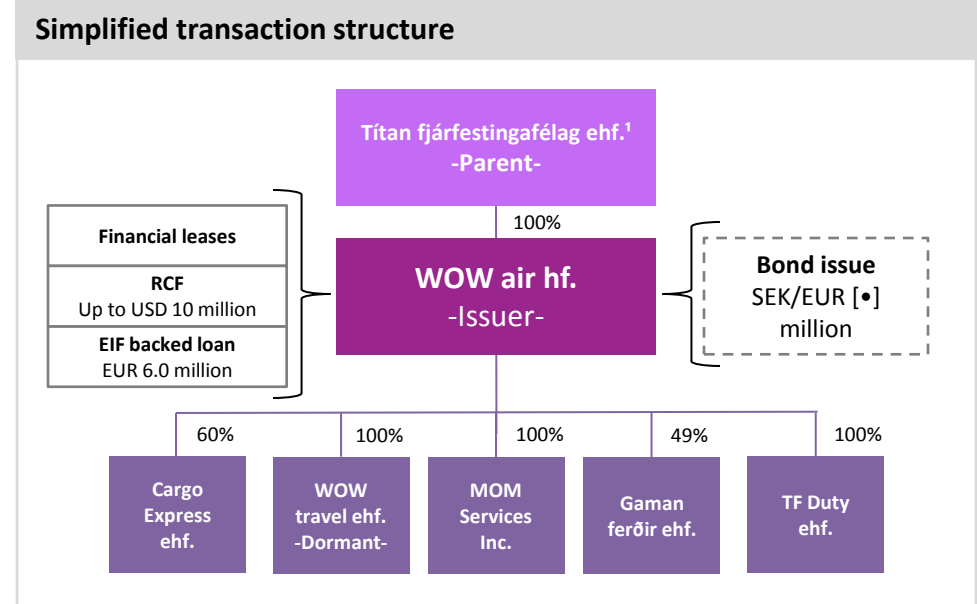 Simplified transaction structure
Títan fjárfestingafélag ehf.¹
-Parent-
100%
Financial leases
RCF
Up to USD 10 million
EIF backed loan
EUR 6.0 million
WOW air hf.
-Issuer-
Bond issue
SEK/EUR [•]
million
60%
100%
100%
49%
100%
Cargo
Express
ehf.
WOW
travel ehf.
-Dormant-
MOM
Services
Inc.
Gaman
ferðir ehf.
TF Duty
ehf.